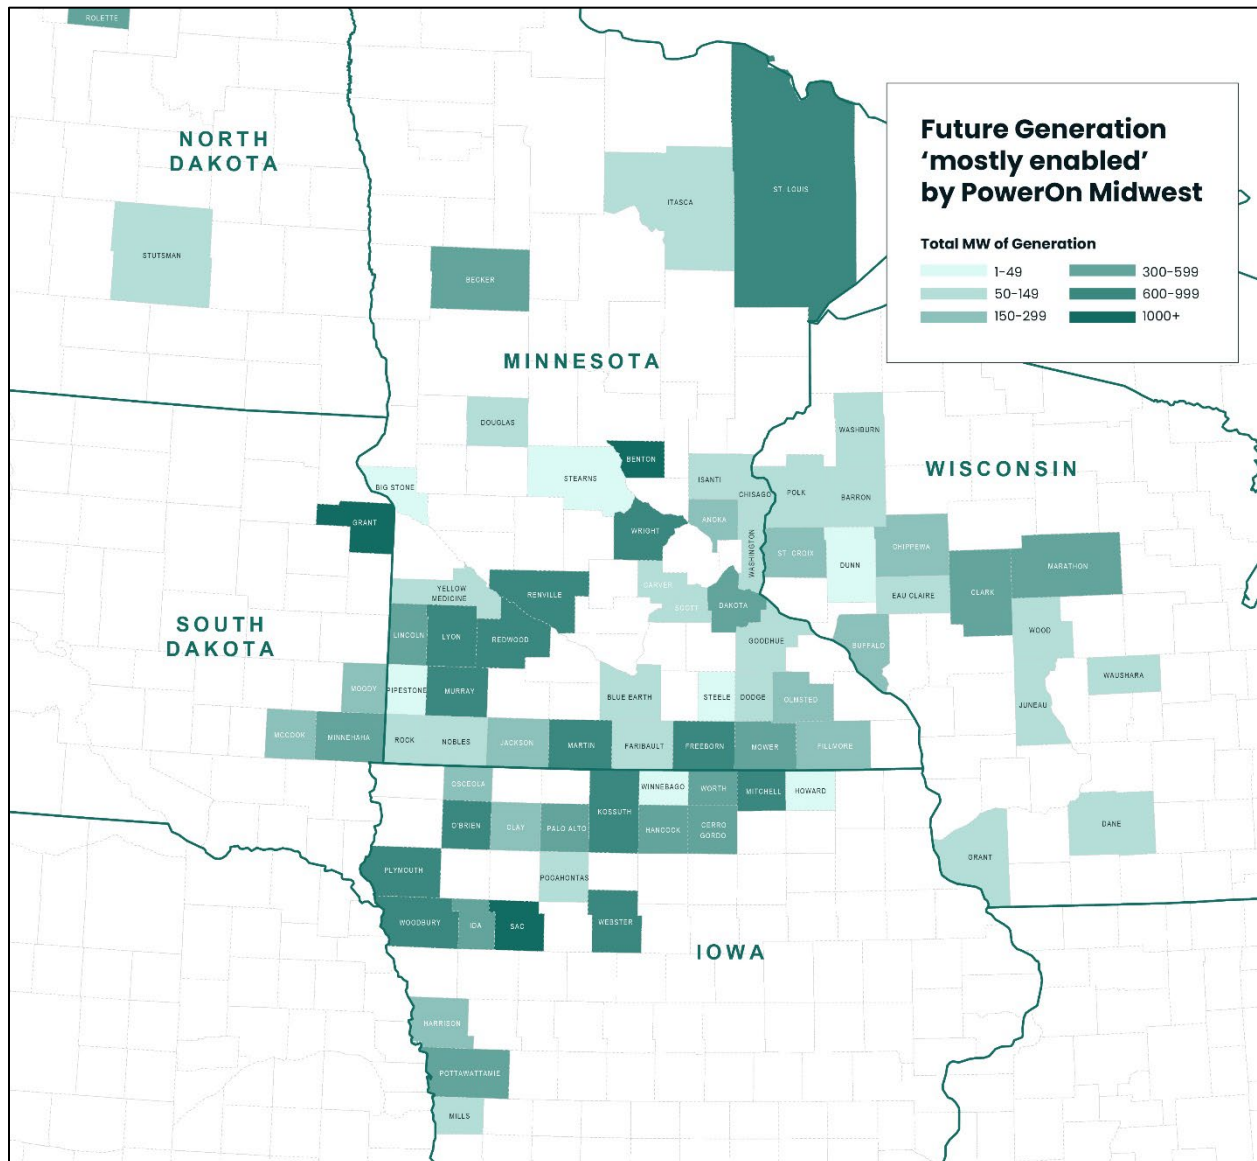 ROLETTE
NORTH
DAKOTA
STUTSMAN
BECKER
ITASCA
ST. LOUIS
Future Generation
‘mostly enabled’
by PowerOn Midwest
Total MW of Generation
1-49
50-149
150-299
300-599
600-999
1000+
MINNESOTA
DOUGLAS
BIG STONE
STEARNS
BENTON
ISANTI
CHISAGO
POLK
WASHBURN
BARRON
WISCONSIN
GRANT
WRIGHT
ANOKA
WASHINGTON
ST. CROIX
DUNN
CHIPPEWA
EAU CLAIRE
CLARK
MARATHON
YELLOW
MEDICINE
RENVILLE
CARVER
SCOTT
DAKOTA
SOUTH
DAKOTA
LINCOLN
LYON
REDWOOD
GOODHUE
BUFFALO
WOOD
WAUSHARA
JUNEAU
MOODY
PIPESTONE
MURRAY
BLUE EARTH
STEELE
DODGE
OLMSTED
MCCOOK
MINNEHAHA
ROCK
NOBLES
JACKSON
MARTIN
FARIBAULT
FREEBORN
MOWER
FILLMORE
OSCEOLA
KOSSUTH
WINNEBAGO
WORTH
MITCHELL
HOWARD
O'BRIEN
CLAY
PALO ALTO
HANCOCK
CERRO
GORDO
DANE
GRANT
PLYMOUTH
POCAHONTAS
WOODBURY
IDA
SAC
WEBSTER
IOWA
HARRISON
POTTAWATTAMIE
MILLS